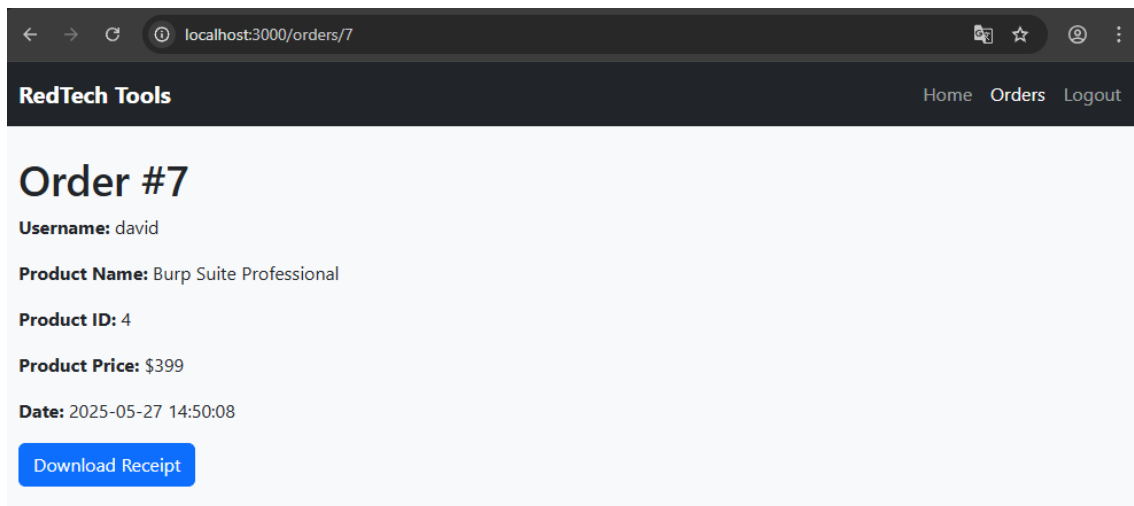 localhost:3000/orders/7
RedTech Tools
Home Orders Logout
Order #7
Username: david
Product Name: Burp Suite Professional
Product ID: 4
Product Price: $399
Date: 2025-05-27 14:50:08
Download Receipt